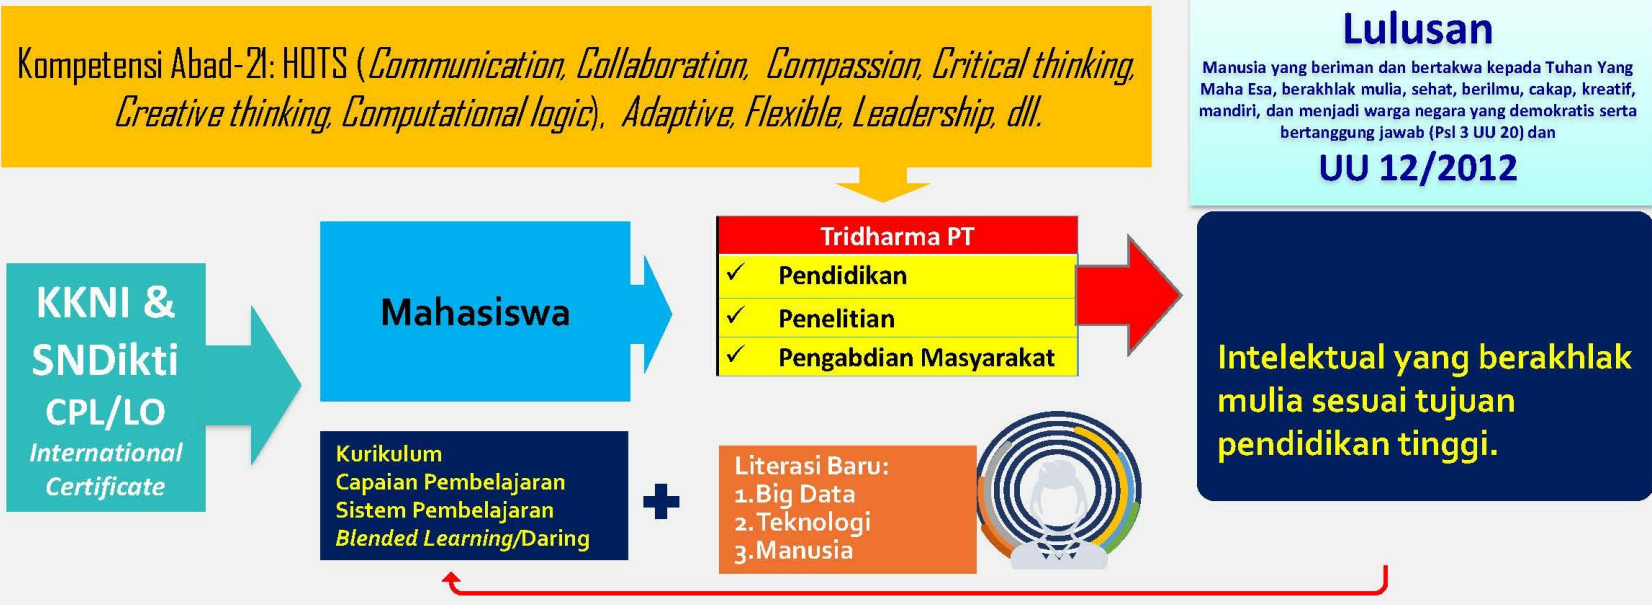 Kompetensi Abad-21: HOTS (Communication, Collaboration, Compassion, Critical thinking,
Creative thinking, Computational logic), Adaptive, Flexible, Leadership, dll.
Lulusan
Manusia yang beriman dan bertakwa kepada Tuhan Yang
Maha Esa, berakhlak mulia, sehat, berilmu, cakap, kreatif,
mandiri, dan menjadi warga negara yang demokratis serta
bertanggung jawab (Psl 3 UU 20) dan
UU 12/2012
KKNI &
SNDikti
CPL/LO
International
Certificate
Mahasiswa
Tridharma PT
✓ Pendidikan
✓ Penelitian
✓ Pengabdian Masyarakat
Intelektual yang berakhlak
mulia sesuai tujuan
pendidikan tinggi.
Kurikulum
Capaian Pembelajaran
Sistem Pembelajaran
Blended Learning/Daring
Literasi Baru:
1.Big Data
2.Teknologi
3.Manusia